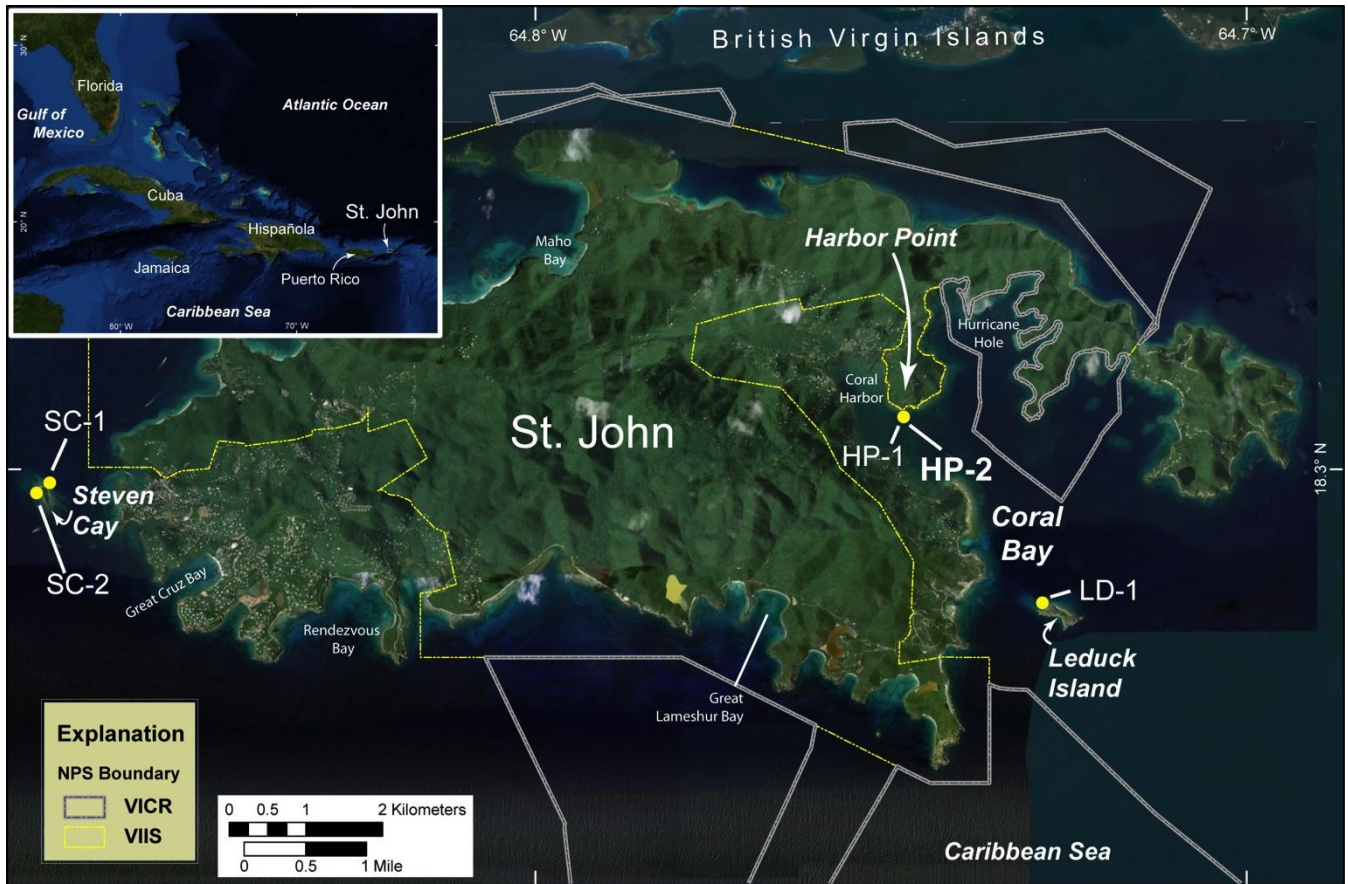 64.8° W
64.7° W
British Virgin Islands
30° N
Florida
Atlantic Ocean
Gulf of
Mexico
Cuba
St. John
20° N
Hispañola
Jamaica
Puerto Rico
Caribbean Sea
80° W
70° W
Maho
Bay
Harbor Point
Hurricane
Hole
Coral
Harbor
St. John
HP-1
HP-2
18.3° N
SC-1
Steven
Cay
SC-2
Coral
Bay
Great Cruz Bay
Rendezvous
Bay
LD-1
Leduck
Island
Great
Lameshur Bay
Explanation
NPS Boundary
VICR
VIIS
0 0.5 1 2 Kilometers
0 0.5 1 Mile
Caribbean Sea